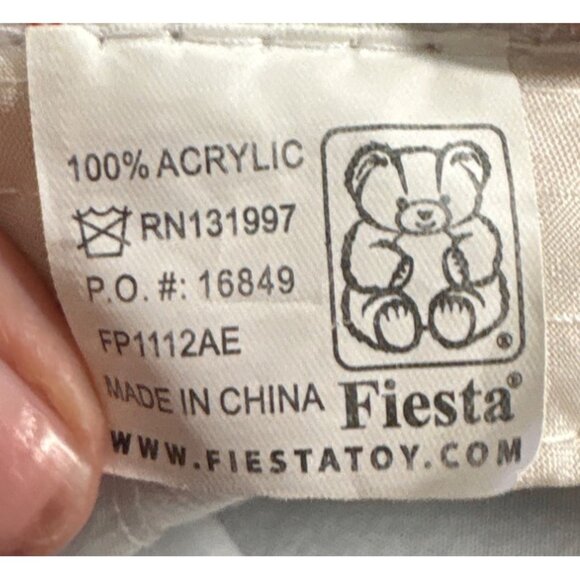 100% ACRYLIC
RN131997
P.O. #: 16849
FP1112AE
MADE IN CHINA
Fiesta®
®
WWW.FIESTATOY.COM